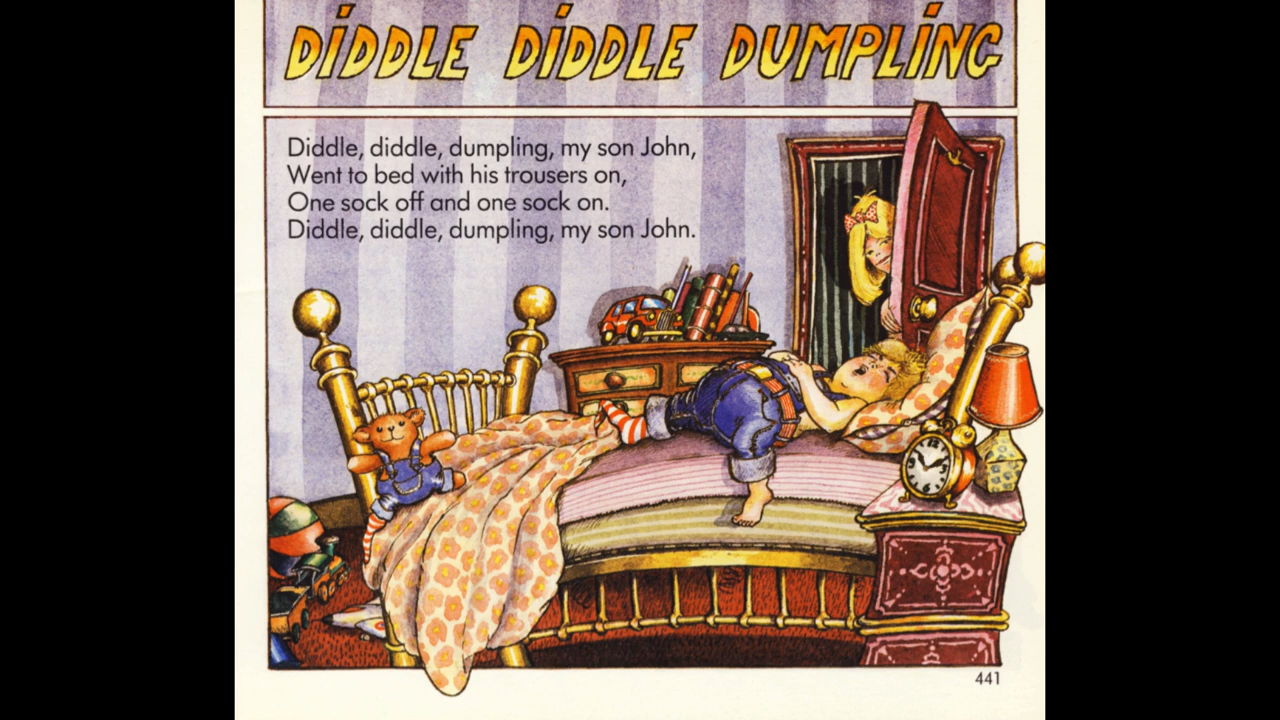 DIDDLE DIDDLE DUMPLING
Diddle, diddle, dumpling, my son John,
Went to bed with his trousers on,
One sock off and one sock on.
Diddle, diddle, dumpling, my son John.
441